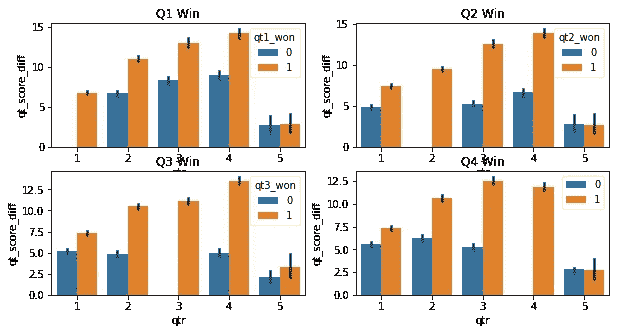 Q1 Win
Q2 Win
qt_score_diff
15
10
5
0
qt1_won
0
1
1 2 3 4 5
qt_score_diff
15
10
5
0
qt2_won
0
1
1 2 3 4 5
Q3 Win
Q4 Win
qt_score_diff
12.5
10.0
7.5
5.0
2.5
0.0
qt3_won
0
1
1 2 3 4 5
qtr
qt_score_diff
12.5
10.0
7.5
5.0
2.5
0.0
0
1
1 2 3 4 5
qtr